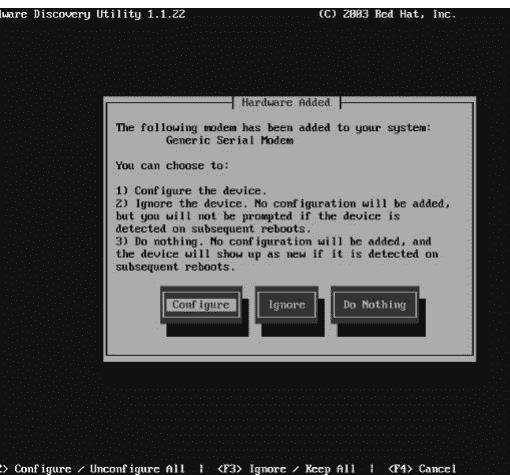 ware Discovery Utility 1.1.22 (C) 2003 Red Hat, Inc.
Hardware Added
The following modem has been added to your system:
Generic Serial Modem
You can choose to:
1) Configure the device.
2) Ignore the device. No configuration will be added,
but you will not be prompted if the device is
detected on subsequent reboots.
3) Do nothing. No configuration will be added, and
the device will show up as new if it is detected on
subsequent reboots.
Configure Ignore Do Nothing
> Configure / Unconfigure All | <F3> Ignore / Keep All | <F4> Cancel